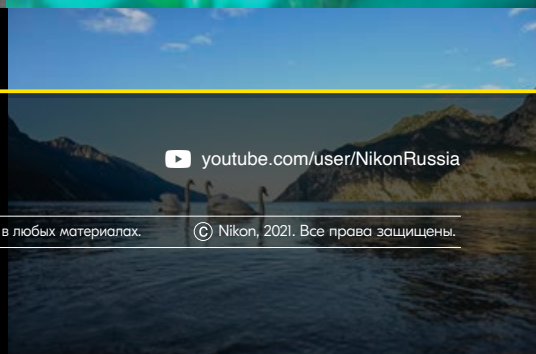 youtube.com/user/NikonRussia
в любых материалах. © Nikon, 2021. Все права защищены.